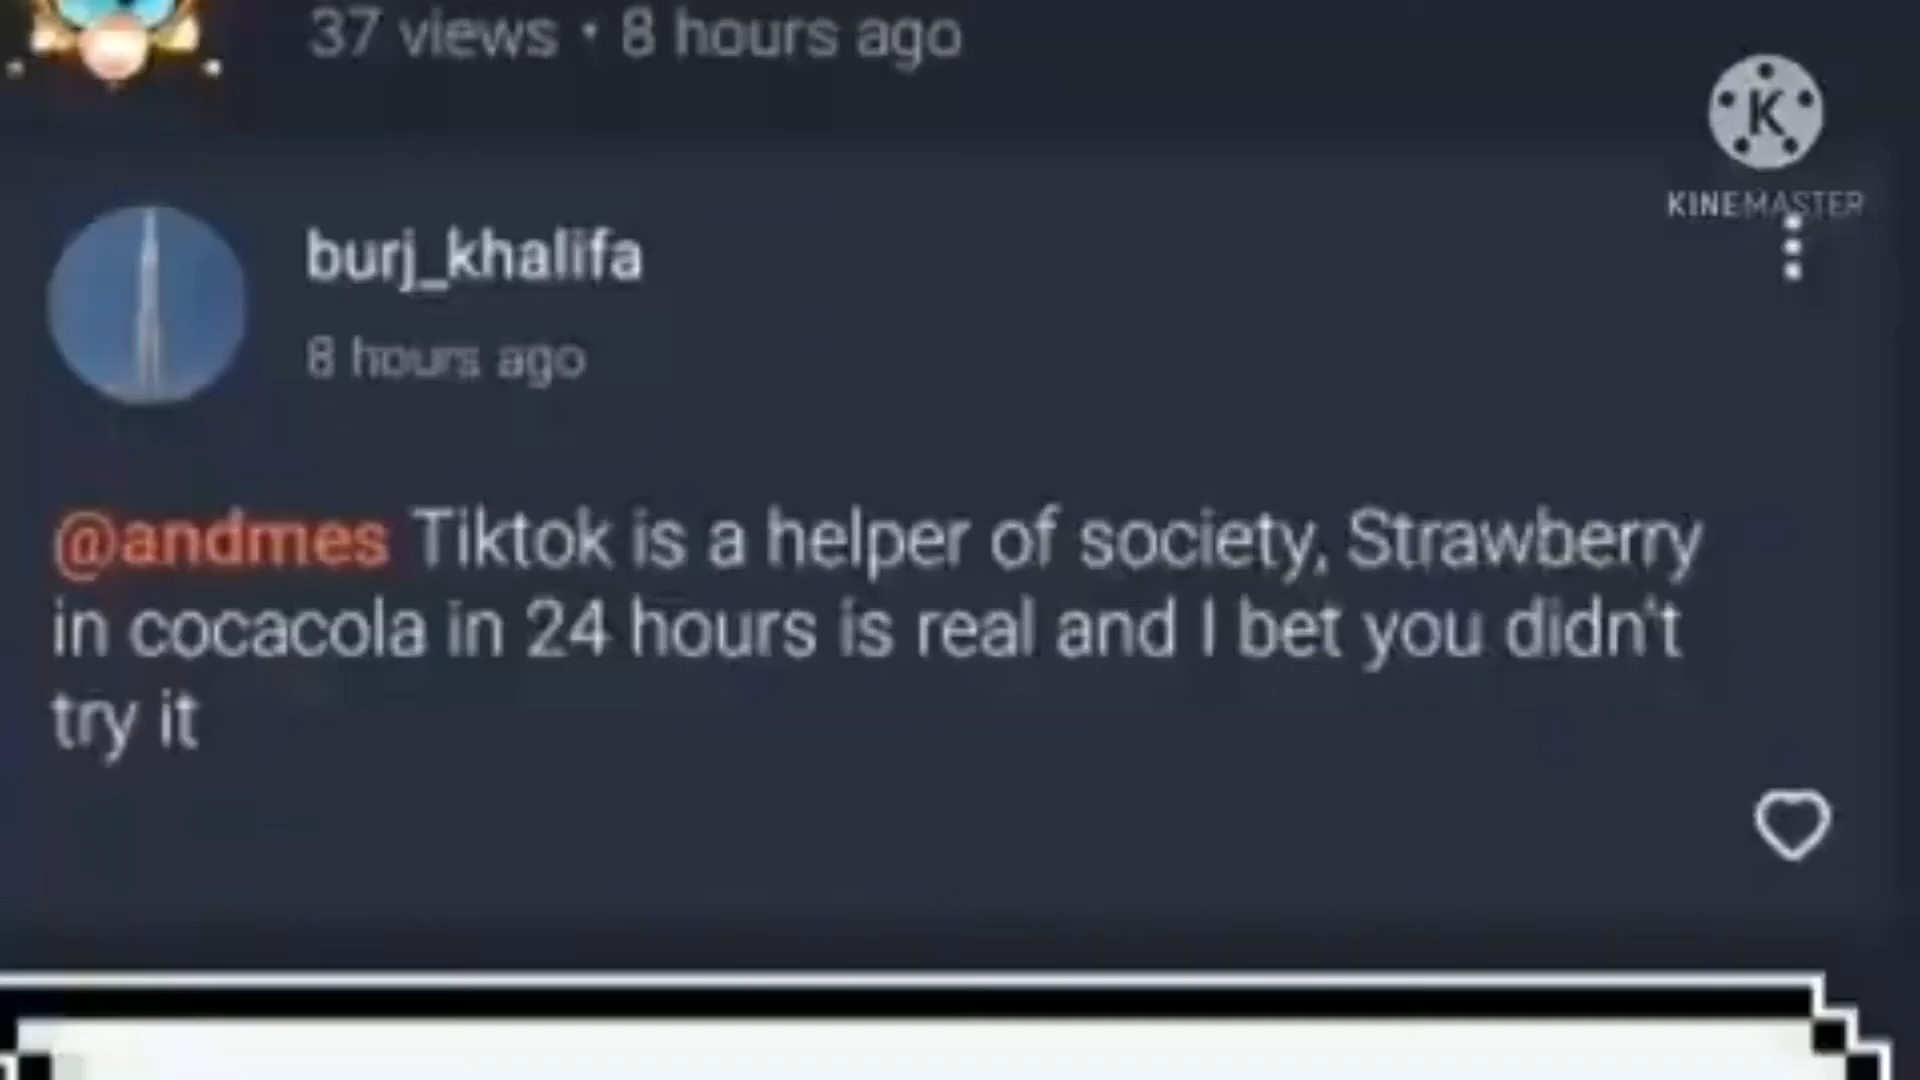 37 views • 8 hours ago
K
KINEMASTER
burj_khalifa
8 hours ago
@andmes Tiktok is a helper of society, Strawberry
in cocacola in 24 hours is real and I bet you didn't
try it